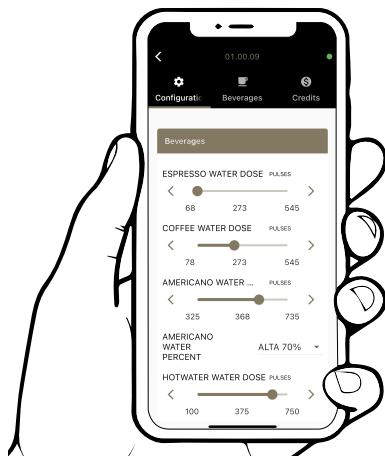 01.00.09
Configuratic
Beverages
Credits
Beverages
ESPRESSO WATER DOSE PULSES
68 273 545
COFFEE WATER DOSE PULSES
78 273 545
AMERICANO WATER ... PULSES
325 368 735
AMERICANO
WATER
PERCENT
ALTA 70%
HOTWATER WATER DOSE PULSES
100 375 750